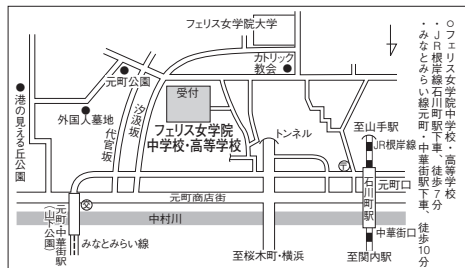 ○フェリス女学院中学校・高等学校
・JR根岸線石川町駅下車、徒歩7分
・みなとみらい線元町・中華街駅下車、徒歩10分
フェリス女学院大学
カトリック
教会
元町公園
受付
汐汲坂
代官坂
外国人墓地
港の見える丘公園
フェリス女学院
中学校・高等学校
トンネル
至山手駅
JR根岸線
〒
元町口
元町商店街
石川町駅
中村川
元町・中華街駅
(山下公園)
みなとみらい線
中華街口
至桜木町・横浜
至関内駅